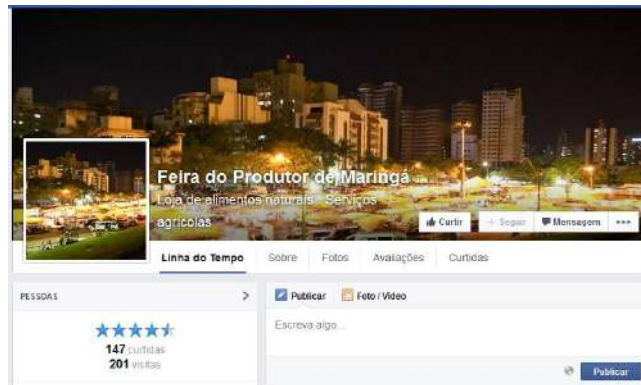 Feira do Produtor de Maringá
Loja de alimentos naturais · Serviços
agrícolas
Curtir
Seguir
Mensagem
Linha do Tempo
Sobre
Fotos
Avaliações
Curtidas
PESSOAS
147 curtidas
201 visitas
Publicar
Foto / Vídeo
Escreva algo...
Publicar